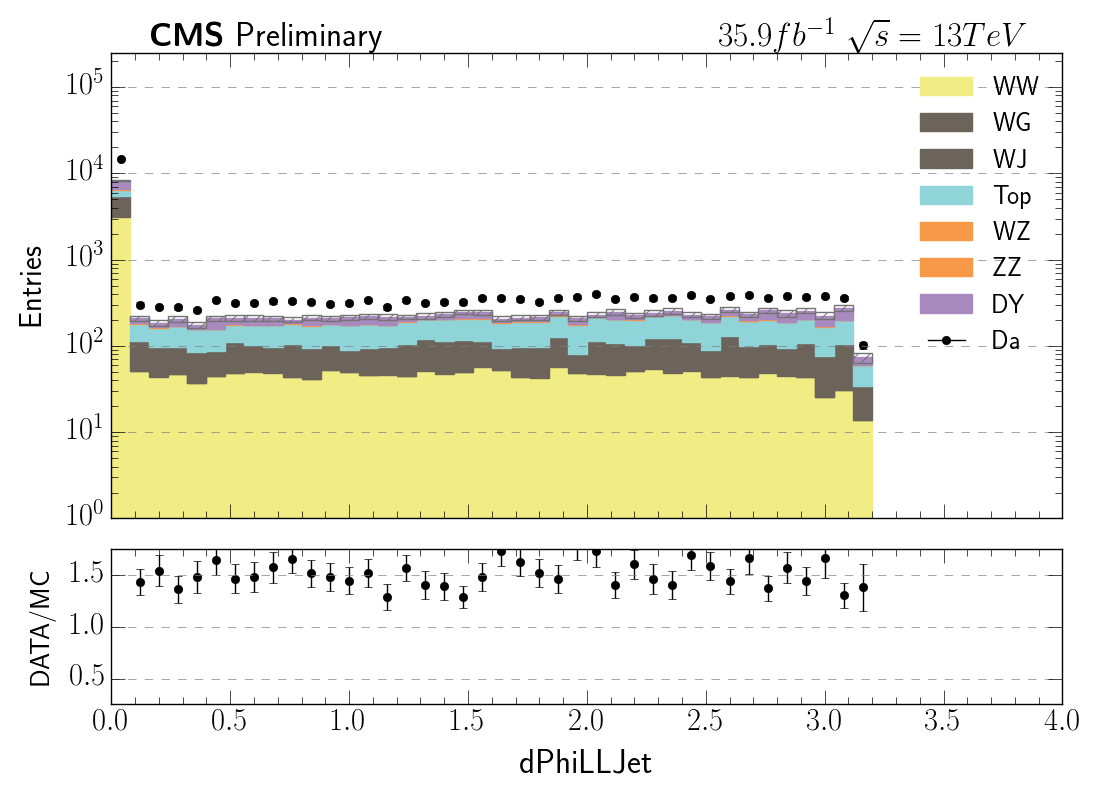 CMS Preliminary 35.9fb⁻¹ √s = 13TeV
10⁵
10⁴
10³
10²
10¹
10⁰
Entries
WW
WG
WJ
Top
WZ
ZZ
DY
Da
1.5
1.0
0.5
DATA/MC
0.0 0.5 1.0 1.5 2.0 2.5 3.0 3.5 4.0
dPhiLLJet